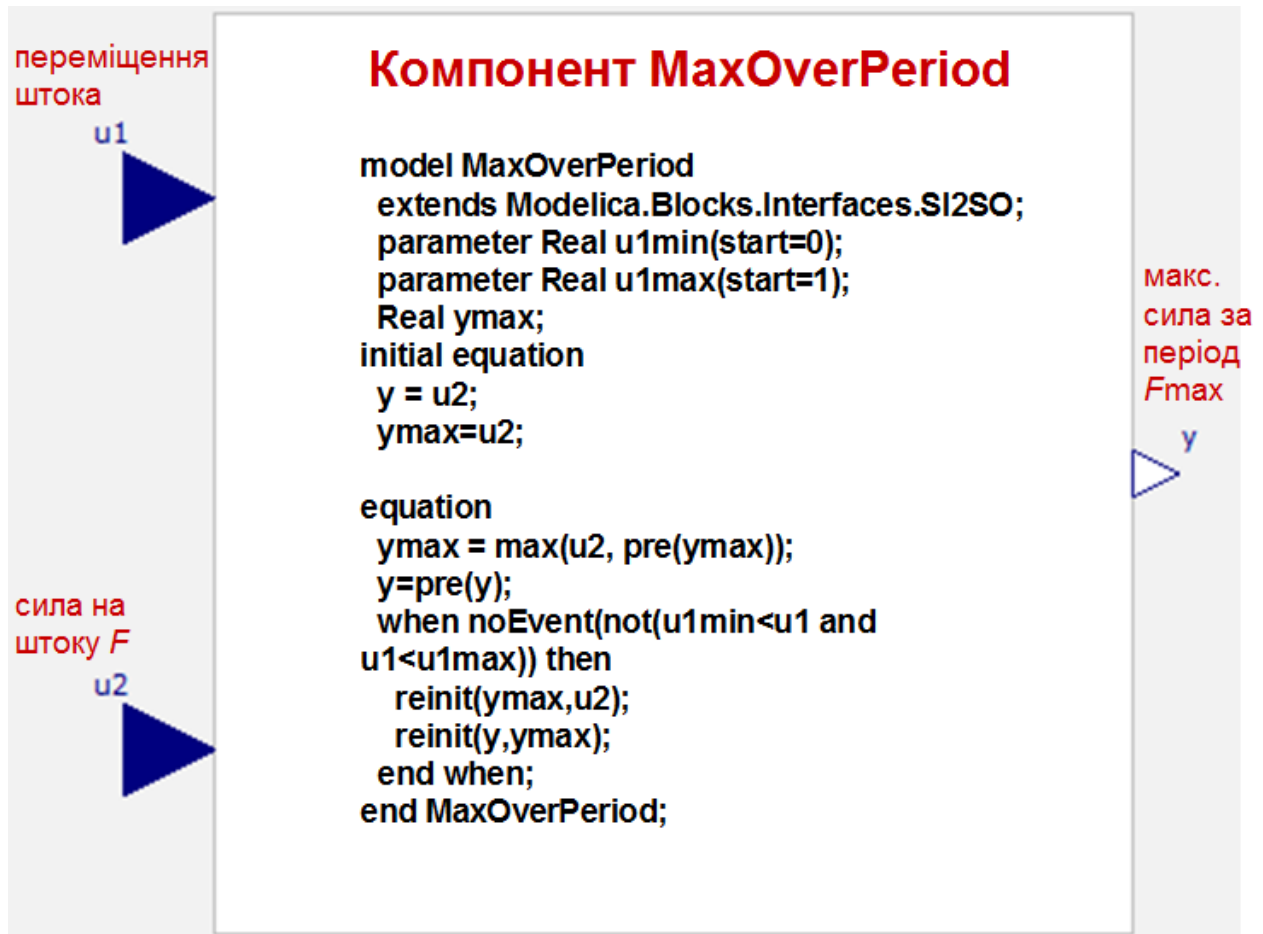 переміщення
штока
u1
Компонент MaxOverPeriod
model MaxOverPeriod
extends Modelica.Blocks.Interfaces.SI2SO;
parameter Real u1min(start=0);
parameter Real u1max(start=1);
Real ymax;
initial equation
y = u2;
ymax=u2;
equation
ymax = max(u2, pre(ymax));
y=pre(y);
when noEvent(not(u1min<u1 and
u1<u1max)) then
reinit(ymax,u2);
reinit(y,ymax);
end when;
end MaxOverPeriod;
сила на
штоку F
u2
макс.
сила за
період
Fmax
y